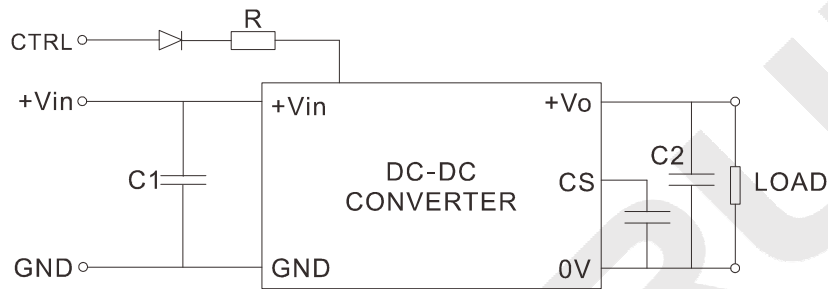 R
CTRL
+Vin
+Vin
+Vo
C1
DC-DC
CONVERTER
CS
C2
LOAD
GND
GND
0V